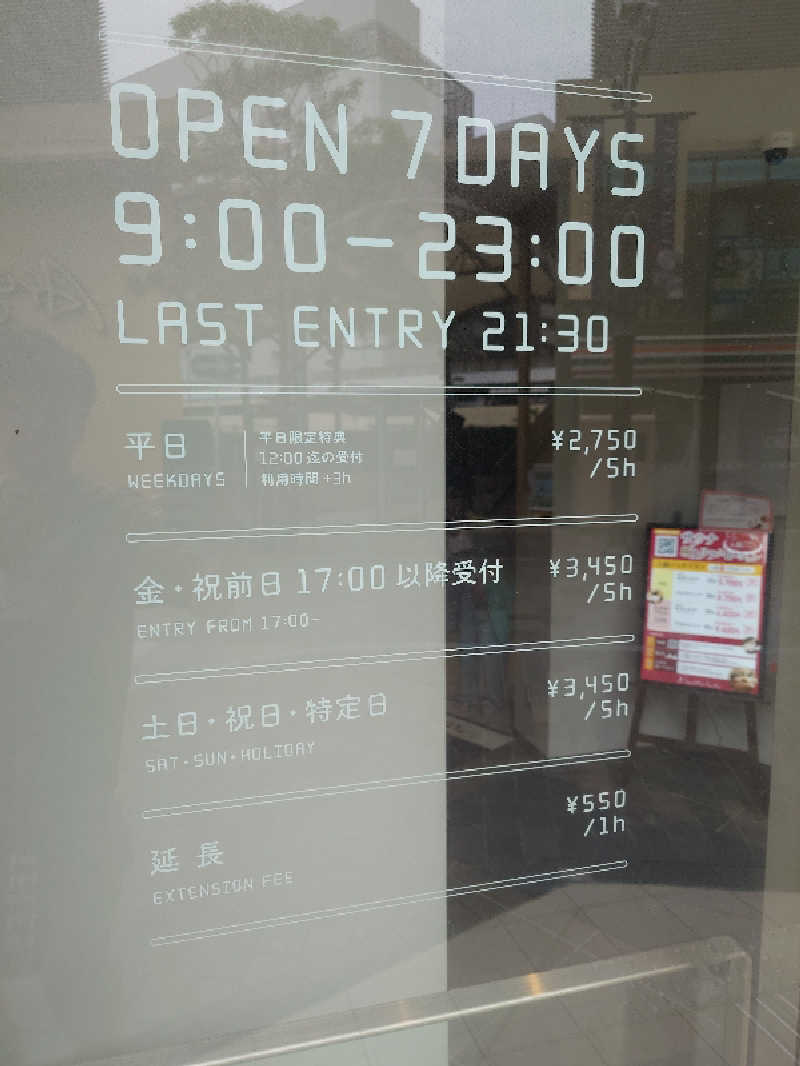 OPEN 7DAYS
9:00-23:00
LAST ENTRY 21:30
平日
WEEKDAYS
平日限定特典
12:00迄の受付
利用時間+3h
¥2,750
/5h
金・祝前日 17:00 以降受付
ENTRY FROM 17:00~
¥3,450
/5h
土日・祝日・特定日
SAT・SUN・HOLIDAY
¥3,450
/5h
延長
EXTENSION FEE
¥550
/1h